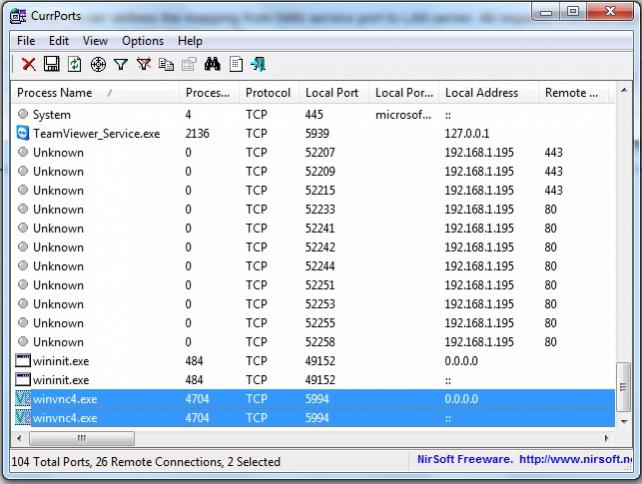 CurrPorts
File Edit View Options Help
Process Name / Proces... Protocol Local Port Local Por... Local Address Remote ...
System 4 TCP 445 microsof... ::
TeamViewer_Service.exe 2136 TCP 5939 127.0.0.1
Unknown 0 TCP 52207 192.168.1.195 443
Unknown 0 TCP 52209 192.168.1.195 443
Unknown 0 TCP 52215 192.168.1.195 443
Unknown 0 TCP 52233 192.168.1.195 80
Unknown 0 TCP 52241 192.168.1.195 80
Unknown 0 TCP 52242 192.168.1.195 80
Unknown 0 TCP 52244 192.168.1.195 80
Unknown 0 TCP 52251 192.168.1.195 80
Unknown 0 TCP 52253 192.168.1.195 80
Unknown 0 TCP 52255 192.168.1.195 80
Unknown 0 TCP 52258 192.168.1.195 80
wininit.exe 484 TCP 49152 0.0.0.0
wininit.exe 484 TCP 49152 ::
winvnc4.exe 4704 TCP 5994 0.0.0.0
winvnc4.exe 4704 TCP 5994 ::
104 Total Ports, 26 Remote Connections, 2 Selected NirSoft Freeware. http://www.nirsoft.n